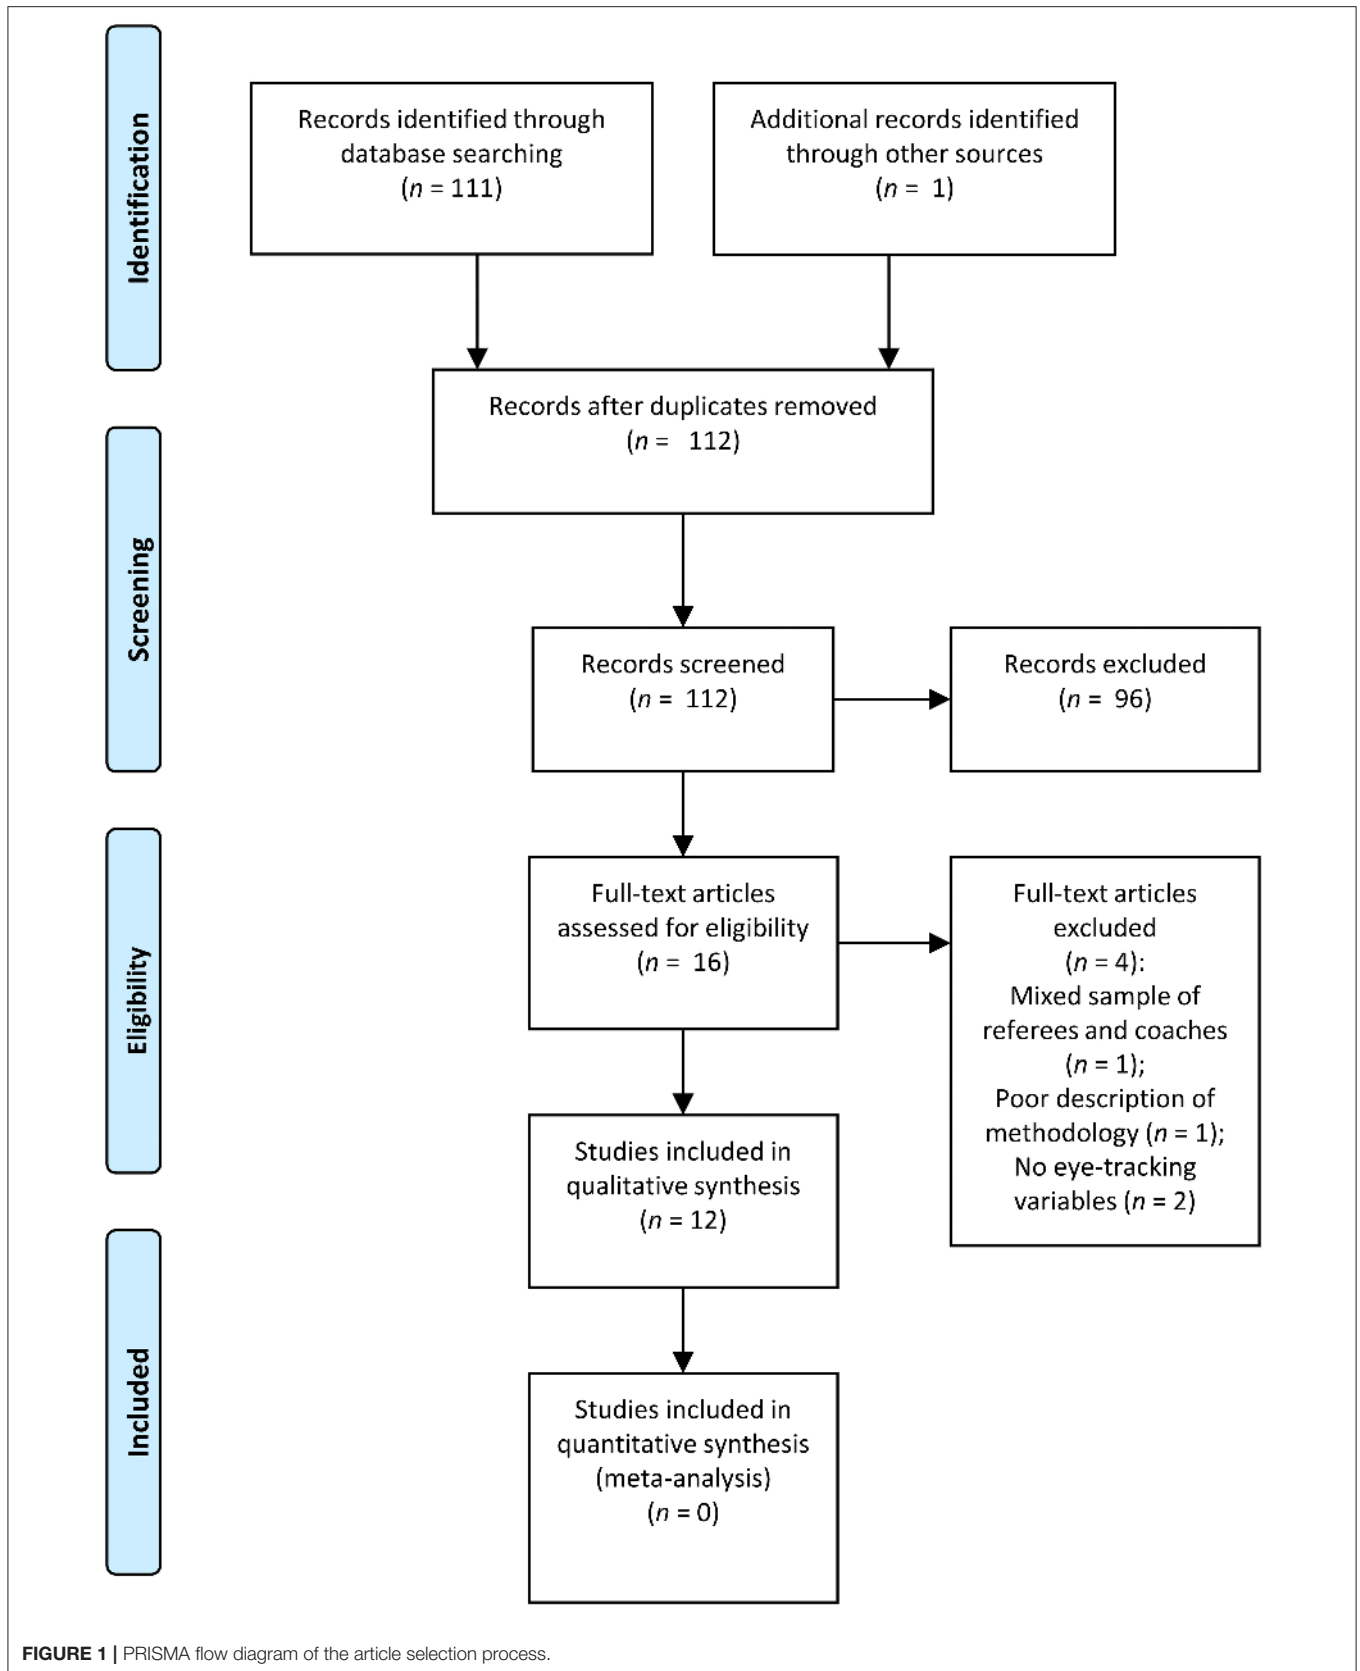 Identification
Records identified through
database searching
(n = 111)
Additional records identified
through other sources
(n = 1)
Records after duplicates removed
(n = 112)
Screening
Records screened
(n = 112)
Records excluded
(n = 96)
Eligibility
Full-text articles
assessed for eligibility
(n = 16)
Full-text articles
excluded
(n = 4):
Mixed sample of
referees and coaches
(n = 1);
Poor description of
methodology (n = 1);
No eye-tracking
variables (n = 2)
Studies included in
qualitative synthesis
(n = 12)
Included
Studies included in
quantitative synthesis
(meta-analysis)
(n = 0)
FIGURE 1 | PRISMA flow diagram of the article selection process.